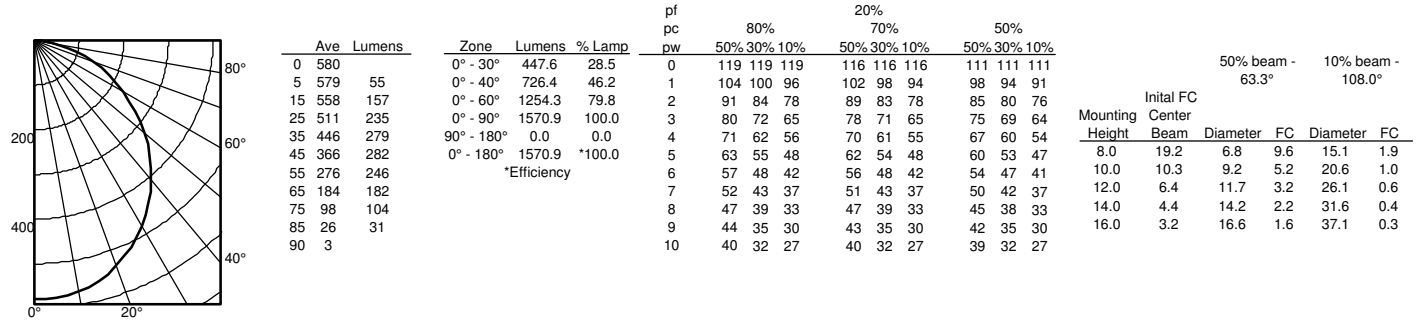 200
400
80°
60°
40°
0° 20°
Ave Lumens
0 580
5 579 55
15 558 157
25 511 235
35 446 279
45 366 282
55 276 246
65 184 182
75 98 104
85 26 31
90 3
Zone Lumens % Lamp
0° - 30° 447.6 28.5
0° - 40° 726.4 46.2
0° - 60° 1254.3 79.8
0° - 90° 1570.9 100.0
90° - 180° 0.0 0.0
0° - 180° 1570.9 *100.0
*Efficiency
pf 20%
pc 80% 70% 50%
pw 50% 30% 10% 50% 30% 10% 50% 30% 10%
0 119 119 119 116 116 116 111 111 111
1 104 100 96 102 98 94 98 94 91
2 91 84 78 89 83 78 85 80 76
3 80 72 65 78 71 65 75 69 64
4 71 62 56 70 61 55 67 60 54
5 63 55 48 62 54 48 60 53 47
6 57 48 42 56 48 42 54 47 41
7 52 43 37 51 43 37 50 42 37
8 47 39 33 47 39 33 45 38 33
9 44 35 30 43 35 30 42 35 30
10 40 32 27 40 32 27 39 32 27
50% beam - 10% beam -
63.3° 108.0°
Inital FC
Mounting Center
Height Beam Diameter FC Diameter FC
8.0 19.2 6.8 9.6 15.1 1.9
10.0 10.3 9.2 5.2 20.6 1.0
12.0 6.4 11.7 3.2 26.1 0.6
14.0 4.4 14.2 2.2 31.6 0.4
16.0 3.2 16.6 1.6 37.1 0.3